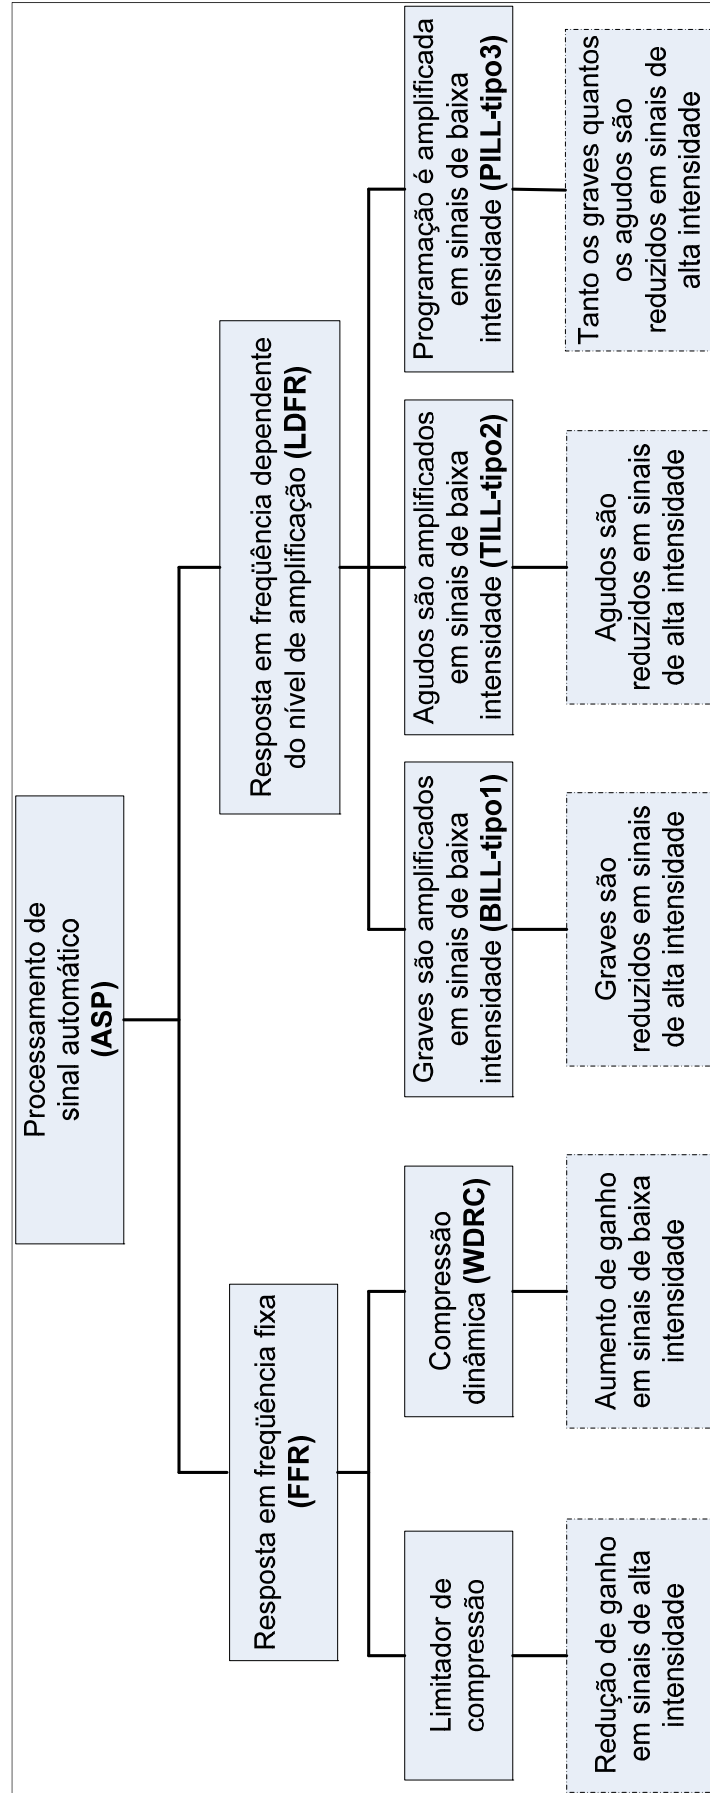 Processamento de
sinal automático
(ASP)
Resposta em freqüência fixa
(FFR)
Resposta em freqüência dependente
do nível de amplificação (LDFR)
Limitador de
compressão
Compressão
dinâmica (WDRC)
Graves são amplificados
em sinais de baixa
intensidade (BILL-tipo1)
Agudos são amplificados
em sinais de baixa
intensidade (TILL-tipo2)
Programação é amplificada
em sinais de baixa
intensidade (PILL-tipo3)
Redução de ganho
em sinais de alta
intensidade
Aumento de ganho
em sinais de baixa
intensidade
Graves são
reduzidos em sinais
de alta intensidade
Agudos são
reduzidos em sinais
de alta intensidade
Tanto os graves quantos
os agudos são
reduzidos em sinais de
alta intensidade